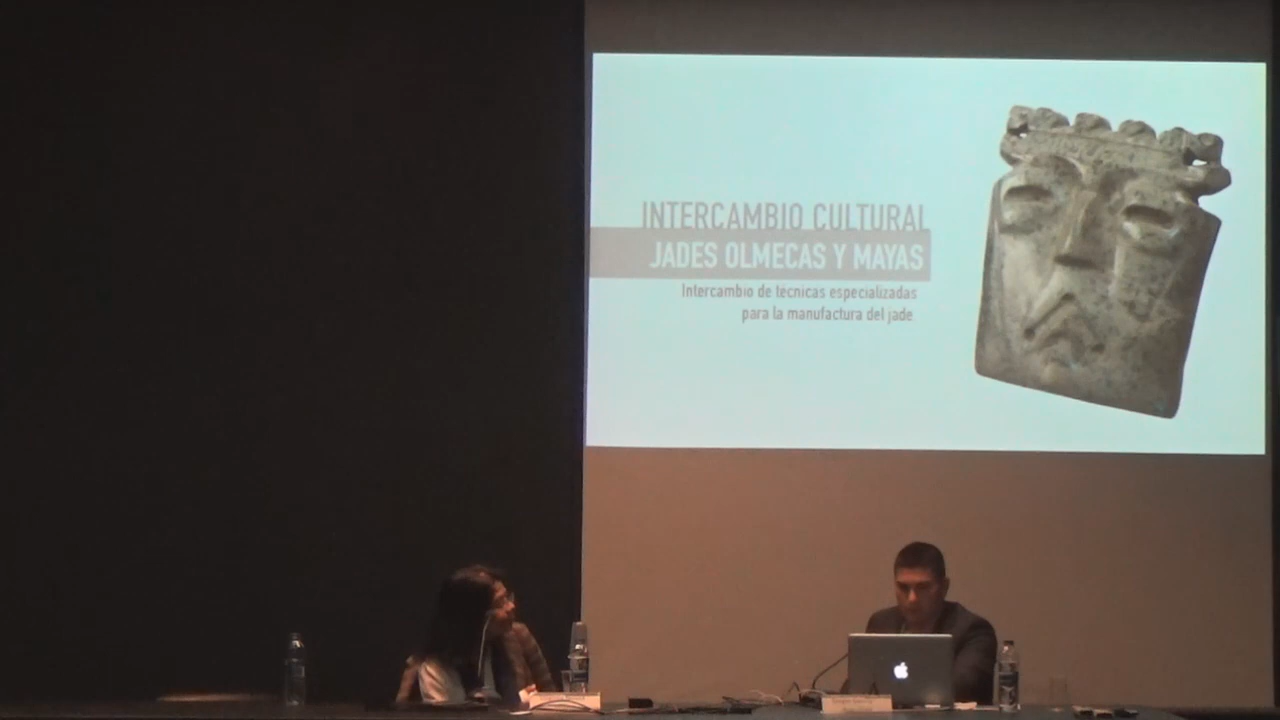 INTERCAMBIO CULTURAL
JADES OLMECAS Y MAYAS
Intercambio de técnicas especializadas
para la manufactura del jade.